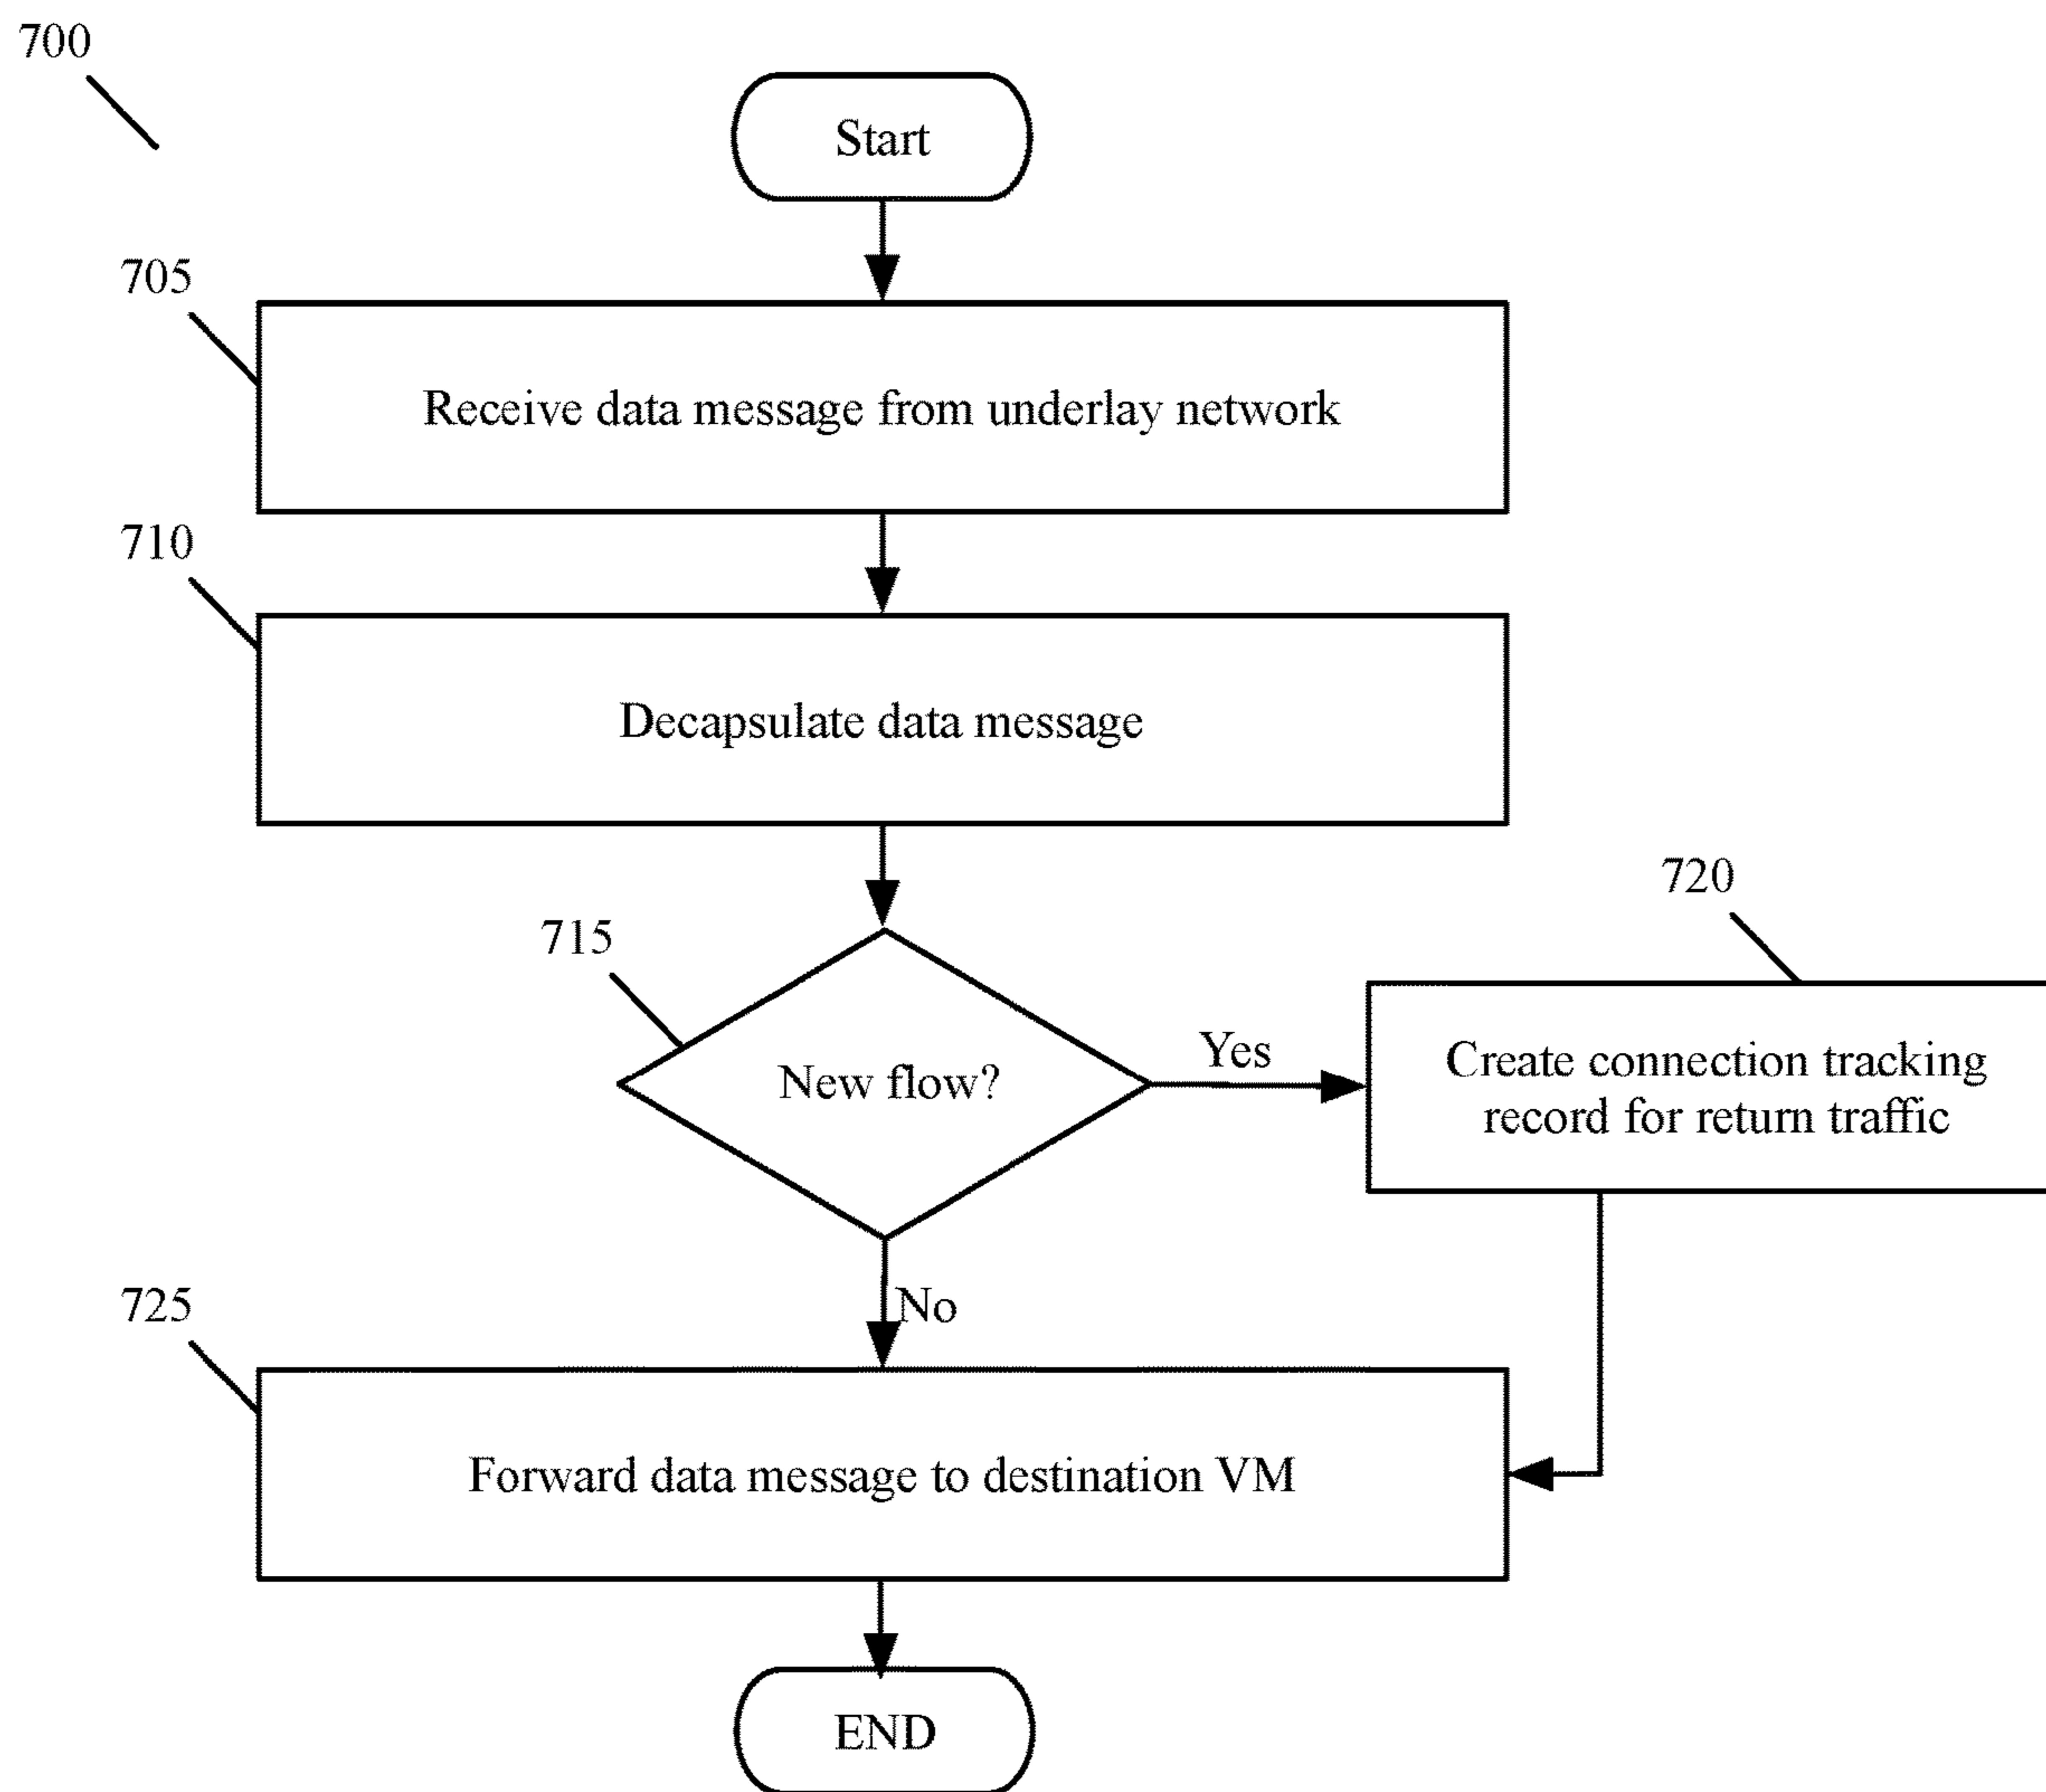 700
Start
705
Receive data message from underlay network
710
Decapsulate data message
715
New flow?
Yes
720
Create connection tracking
record for return traffic
No
725
Forward data message to destination VM
END